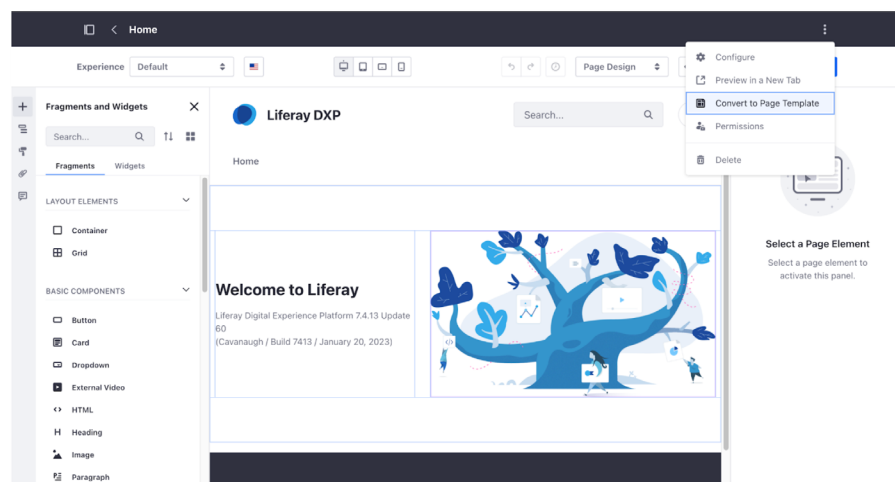 Home
Experience
Default
Page Design
Configure
Preview in a New Tab
Convert to Page Template
Permissions
Delete
Fragments and Widgets
Search...
Fragments
Widgets
LAYOUT ELEMENTS
Container
Grid
BASIC COMPONENTS
Button
Card
Dropdown
External Video
HTML
Heading
Image
Paragraph
Liferay DXP
Search...
Home
Welcome to Liferay
Liferay Digital Experience Platform 7.4.13 Update
60
(Cavanaugh / Build 7413 / January 20, 2023)
Select a Page Element
Select a page element to
activate this panel.